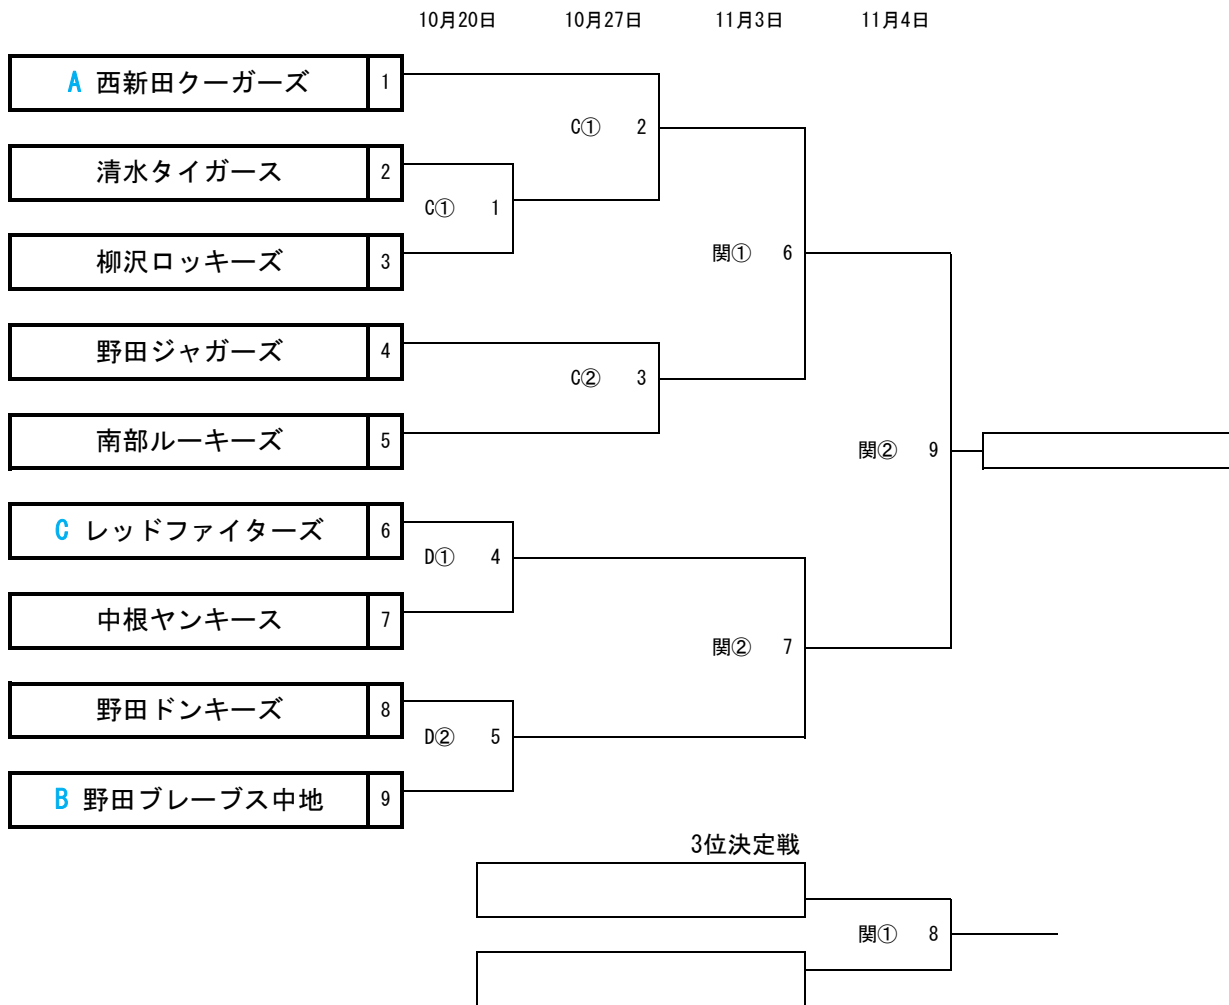 10月20日 10月27日 11月3日 11月4日
A 西新田クーガーズ 1
C① 2
清水タイガース 2
C① 1
柳沢ロッキーズ 3
関① 6
野田ジャガーズ 4
C② 3
南部ルーキーズ 5
関② 9
C レッドファイターズ 6
D① 4
中根ヤンキース 7
関② 7
野田ドンキーズ 8
D② 5
B 野田ブレーブス中地 9
3位決定戦
関① 8